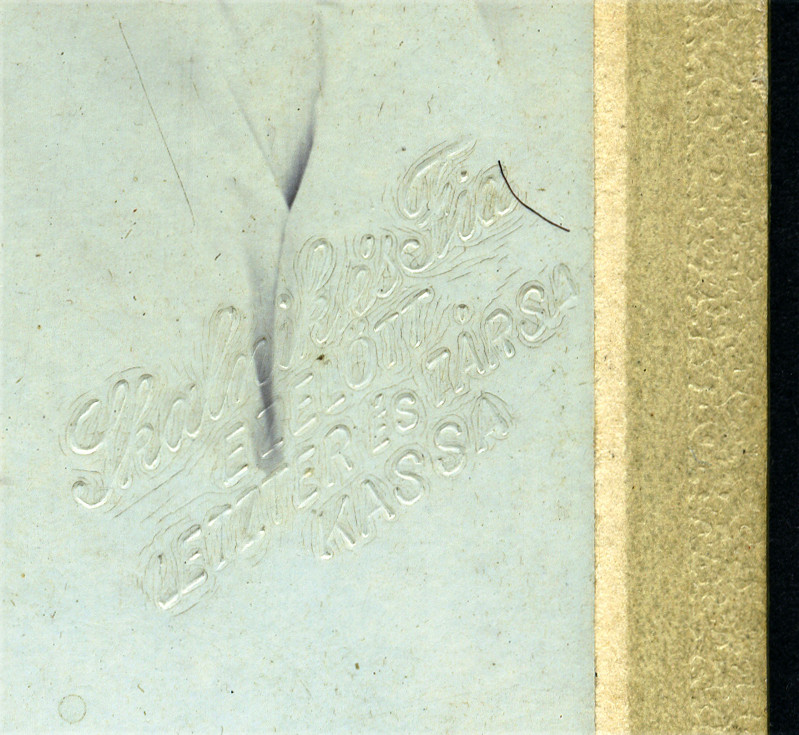 Skalnik és Fia
EZELŐTT
LETZTER ÉS TÁRSA
KASSA